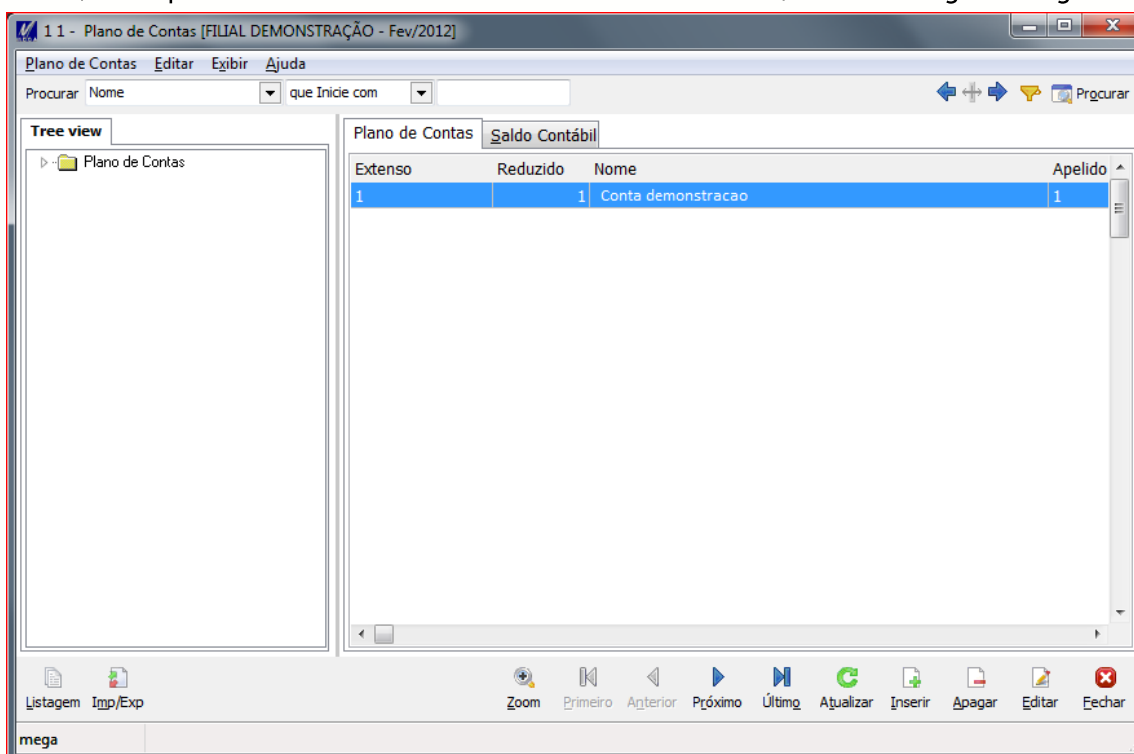 1 1 - Plano de Contas [FILIAL DEMONSTRAÇÃO - Fev/2012]
Plano de Contas Editar Exibir Ajuda
Procurar Nome que Inicie com Procurar
Tree view
Plano de Contas
Plano de Contas Saldo Contábil
Extenso Reduzido Nome Apelido
1 1 Conta demonstracao 1
Listagem Imp/Exp Zoom Primeiro Anterior Próximo Último Atualizar Inserir Apagar Editar Fechar
mega